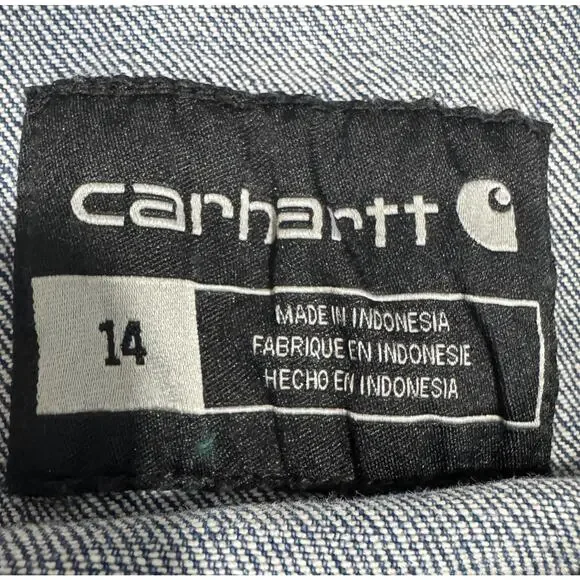 carhartt
14
MADE IN INDONESIA
FABRIQUE EN INDONESIE
HECHO EN INDONESIA